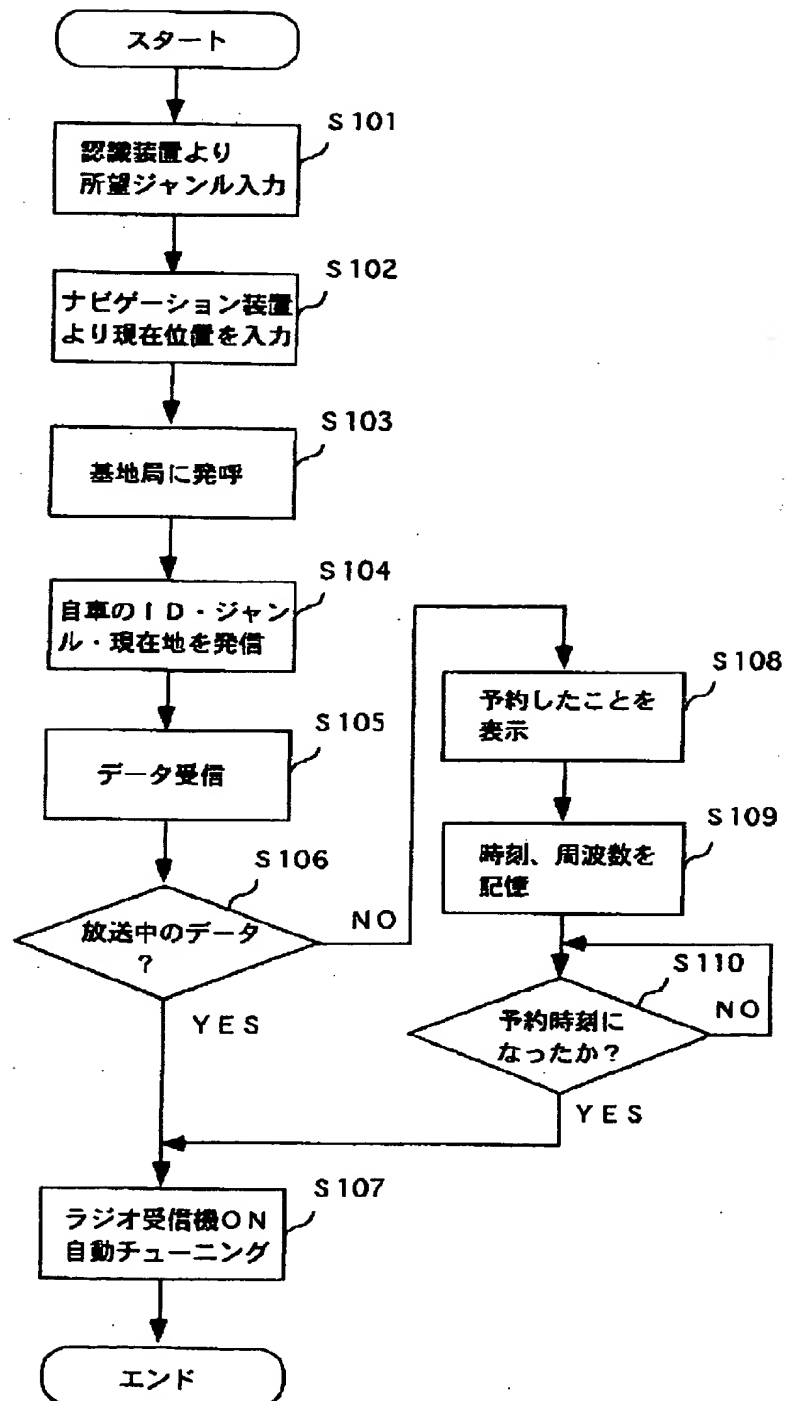 スタート
S101
認識装置より
所望ジャンル入力
S102
ナビゲーション装置
より現在位置を入力
S103
基地局に発呼
S104
自車のID・ジャン
ル・現在地を発信
S105
データ受信
S106
放送中のデータ
?
NO
YES
S108
予約したことを
表示
S109
時刻、周波数を
記憶
S110
予約時刻に
なったか?
NO
YES
S107
ラジオ受信機ON
自動チューニング
エンド